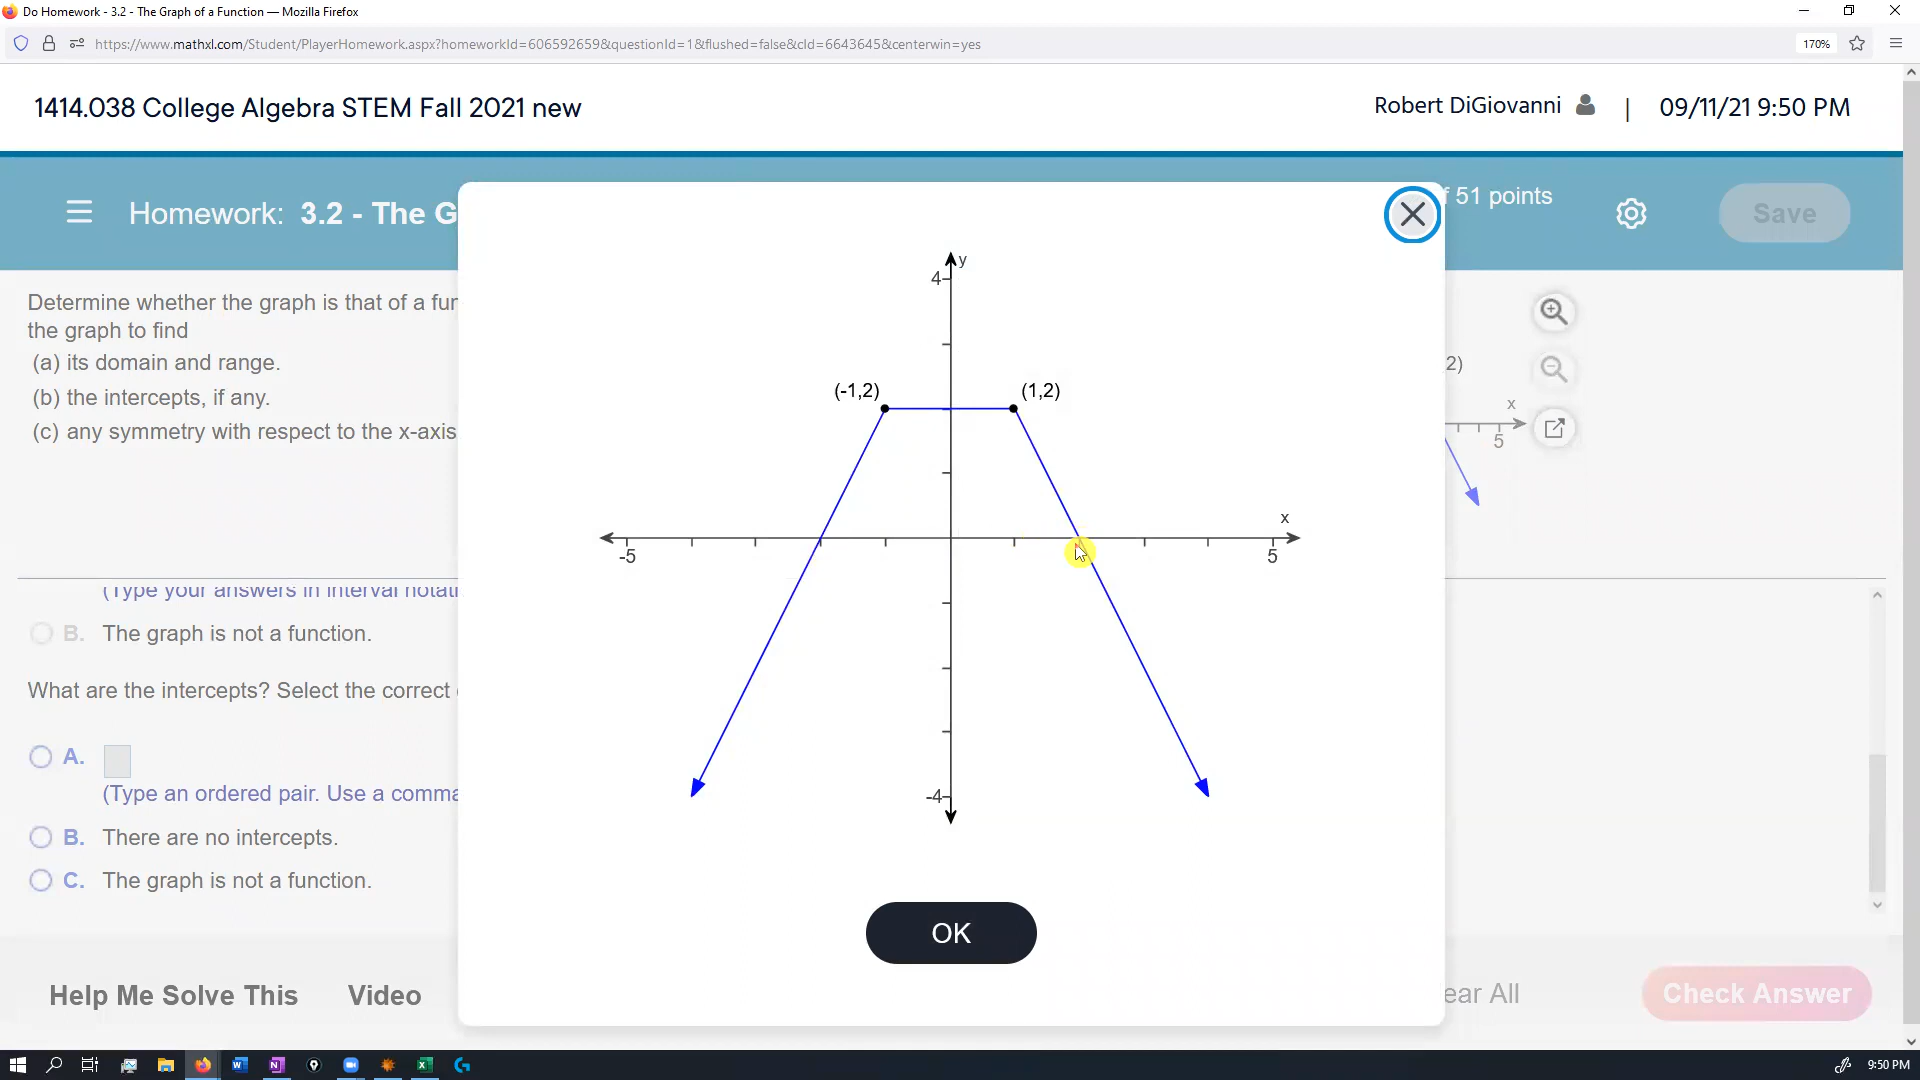 Do Homework - 3.2 - The Graph of a Function — Mozilla Firefox
https://www.mathxl.com/Student/PlayerHomework.aspx?homeworkId=606592659&questionId=1&flushed=false&cId=6643645&centerwin=yes
170%
1414.038 College Algebra STEM Fall 2021 new
Robert DiGiovanni | 09/11/21 9:50 PM
Homework: 3.2 - The G
f 51 points
Save
Determine whether the graph is that of a fun
the graph to find
(a) its domain and range.
(b) the intercepts, if any.
(c) any symmetry with respect to the x-axis
y
4
(-1,2)
(1,2)
x
-5
5
-4
2)
x
5
(Type your answers in interval notati
B. The graph is not a function.
What are the intercepts? Select the correct
A.
(Type an ordered pair. Use a comma
B. There are no intercepts.
C. The graph is not a function.
OK
Help Me Solve This
Video
ear All
Check Answer
9:50 PM